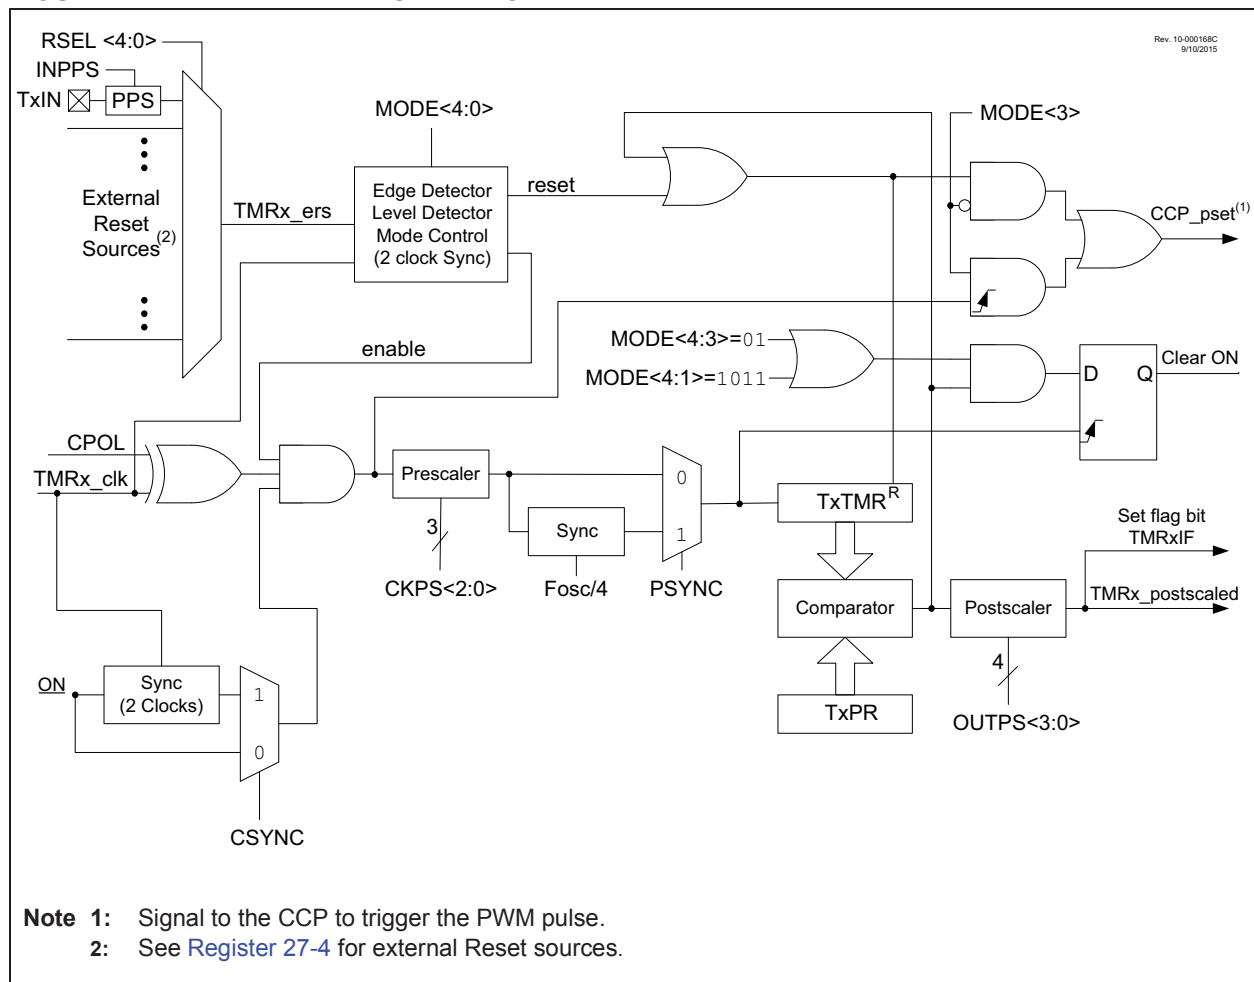 Rev. 10-000168C
9/10/2015
RSEL <4:0>
INPPS
TxIN
PPS
MODE<4:0>
MODE<3>
External
Reset
Sources(2)
TMRx_ers
Edge Detector
Level Detector
Mode Control
(2 clock Sync)
reset
CCP_pset(1)
enable
MODE<4:3>=01
MODE<4:1>=1011
D
Q
Clear ON
CPOL
TMRx_clk
Prescaler
0
1
TxTMR
R
3
Sync
Set flag bit
TMRxIF
CKPS<2:0>
Fosc/4
PSYNC
Comparator
Postscaler
TMRx_postscaled
ON
Sync
(2 Clocks)
1
0
4
TxPR
OUTPS<3:0>
CSYNC
Note 1: Signal to the CCP to trigger the PWM pulse.
2: See Register 27-4 for external Reset sources.